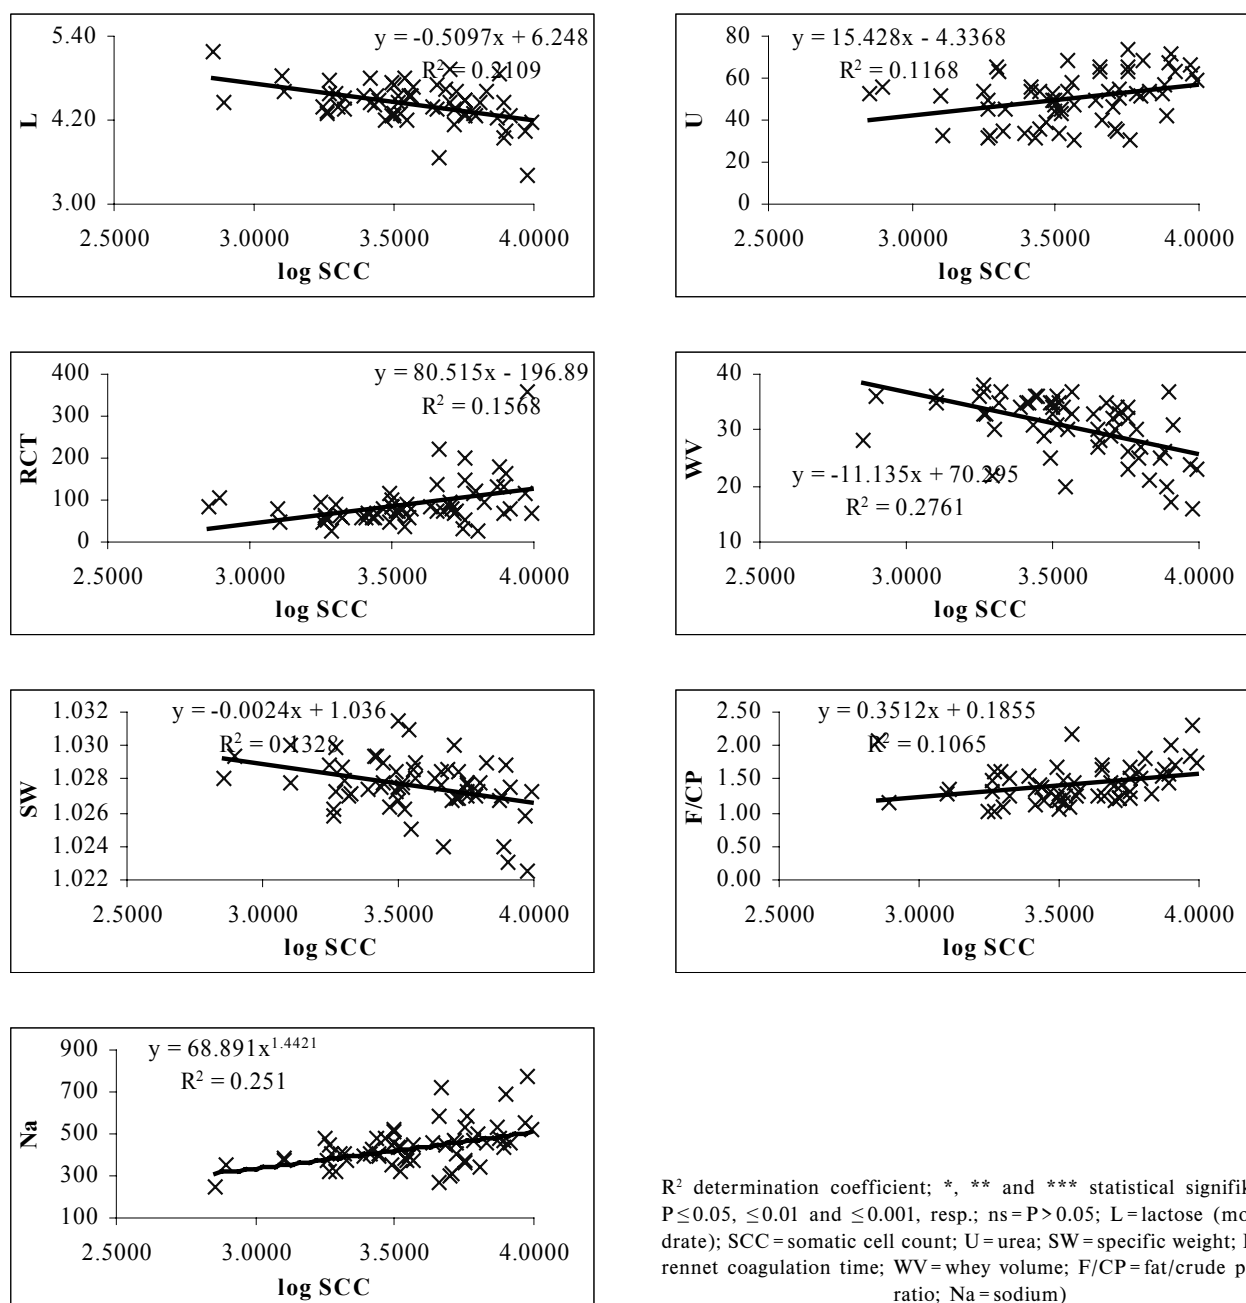 y = -0.5097x + 6.248
R² = 0.2109
5.40
4.20
3.00
L
2.5000 3.0000 3.5000 4.0000
log SCC
y = 15.428x - 4.3368
R² = 0.1168
80
60
40
20
0
U
2.5000 3.0000 3.5000 4.0000
log SCC
y = 80.515x - 196.89
R² = 0.1568
400
300
200
100
0
RCT
2.5000 3.0000 3.5000 4.0000
log SCC
40
30
20
10
WV
y = -11.135x + 70.295
R² = 0.2761
2.5000 3.0000 3.5000 4.0000
log SCC
y = -0.0024x + 1.036
R² = 0.1328
1.032
1.030
1.028
1.026
1.024
1.022
SW
2.5000 3.0000 3.5000 4.0000
log SCC
y = 0.3512x + 0.1855
R² = 0.1065
2.50
2.00
1.50
1.00
0.50
0.00
F/CP
2.5000 3.0000 3.5000 4.0000
log SCC
y = 68.891x^1.4421
R² = 0.251
900
700
500
300
100
Na
2.5000 3.0000 3.5000 4.0000
log SCC
R² determination coefficient; *, ** and *** statistical signifik
P≤0.05, ≤0.01 and ≤0.001, resp.; ns=P>0.05; L=lactose (mo
drate); SCC=somatic cell count; U=urea; SW=specific weight;
rennet coagulation time; WV=whey volume; F/CP=fat/crude p
ratio; Na=sodium)